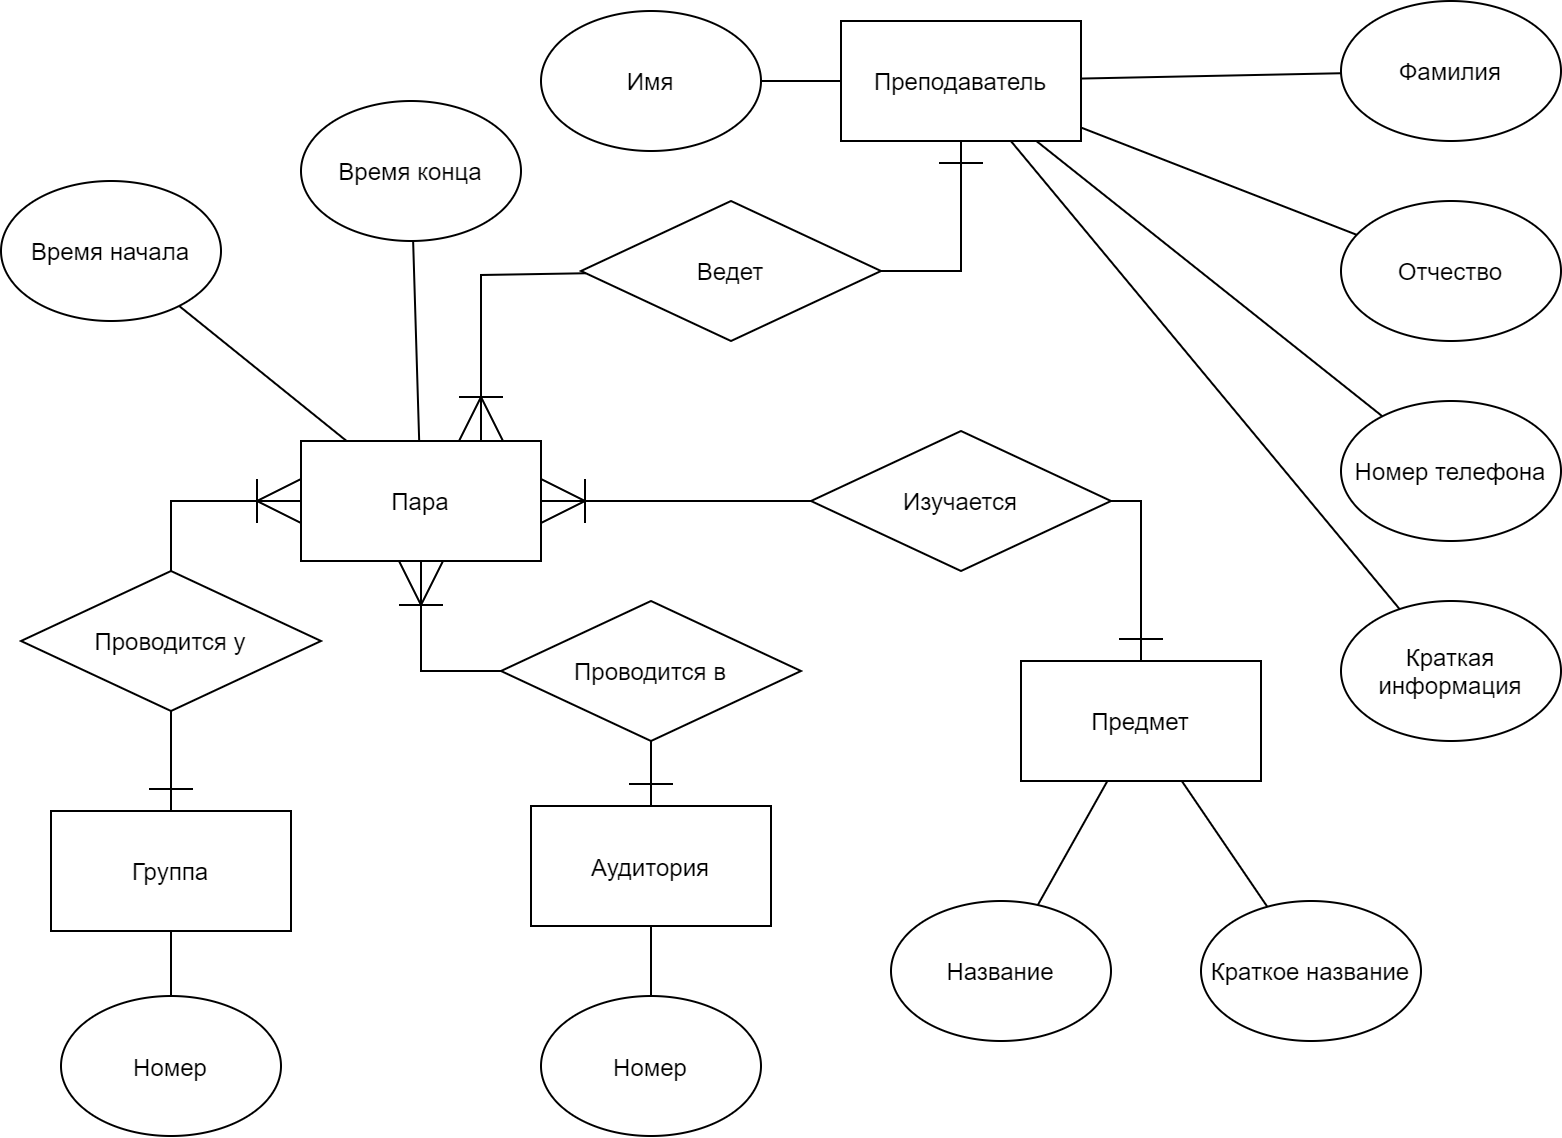 Имя
Преподаватель
Фамилия
Время конца
Время начала
Ведет
Отчество
Пара
Изучается
Номер телефона
Проводится у
Проводится в
Краткая
информация
Предмет
Группа
Аудитория
Название
Краткое название
Номер
Номер